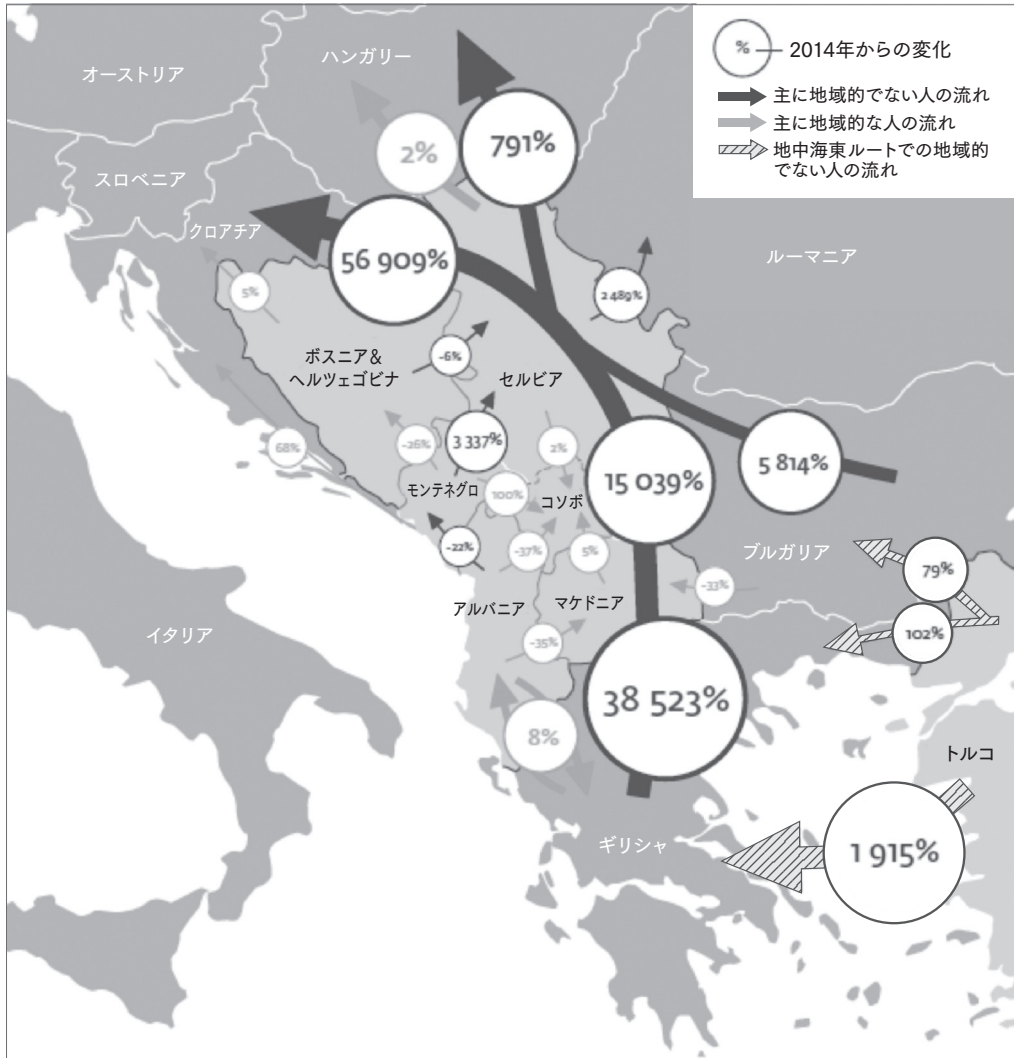 % 2014年からの変化
主に地域的でない人の流れ
主に地域的な人の流れ
地中海東ルートでの地域的
でない人の流れ
ハンガリー
オーストリア
2%
791%
スロベニア
クロアチア
56 909%
ルーマニア
5%
2 489%
ボスニア&
ヘルツェゴビナ
-6%
セルビア
68%
-26%
3 337%
2%
15 039%
5 814%
モンテネグロ
100%
コソボ
-22%
-37%
5%
ブルガリア
79%
-33%
アルバニア
マケドニア
102%
イタリア
-35%
38 523%
8%
トルコ
ギリシャ
1 915%